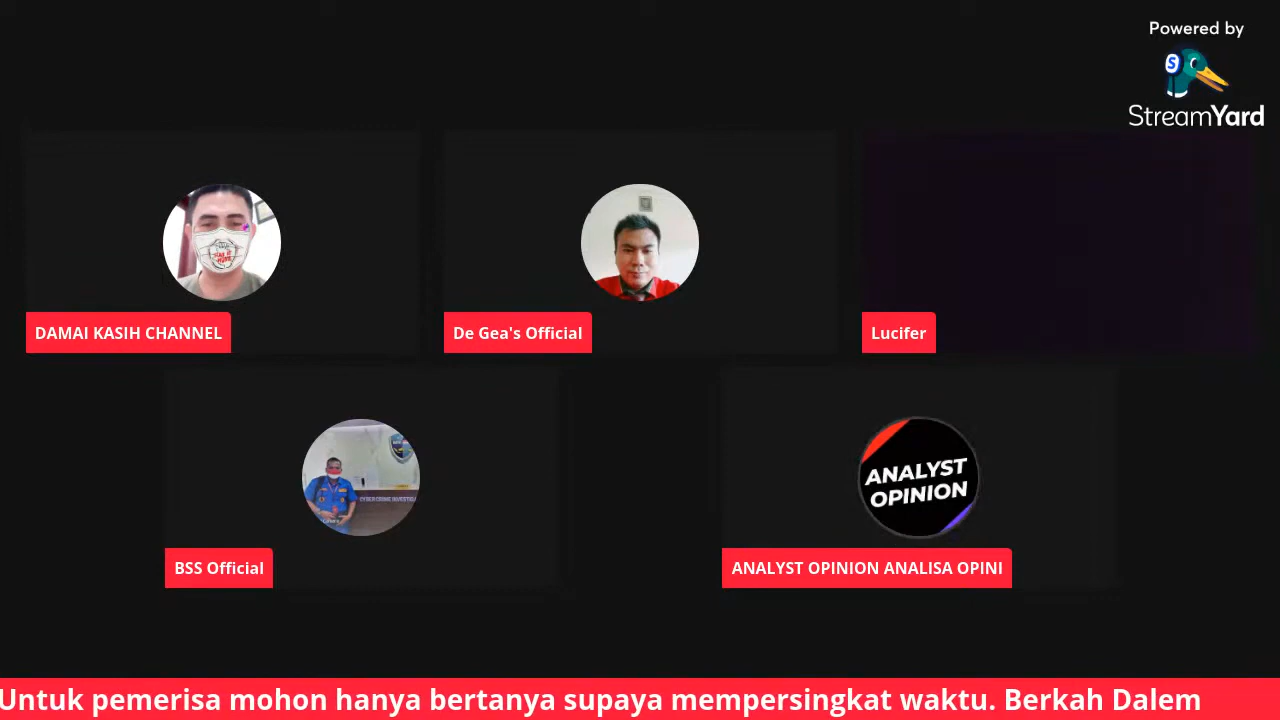 Powered by
StreamYard
DAMAI KASIH CHANNEL
De Gea's Official
Lucifer
BSS Official
ANALYST
OPINION
ANALYST OPINION ANALISA OPINI
Untuk pemerisa mohon hanya bertanya supaya mempersingkat waktu. Berkah Dalem